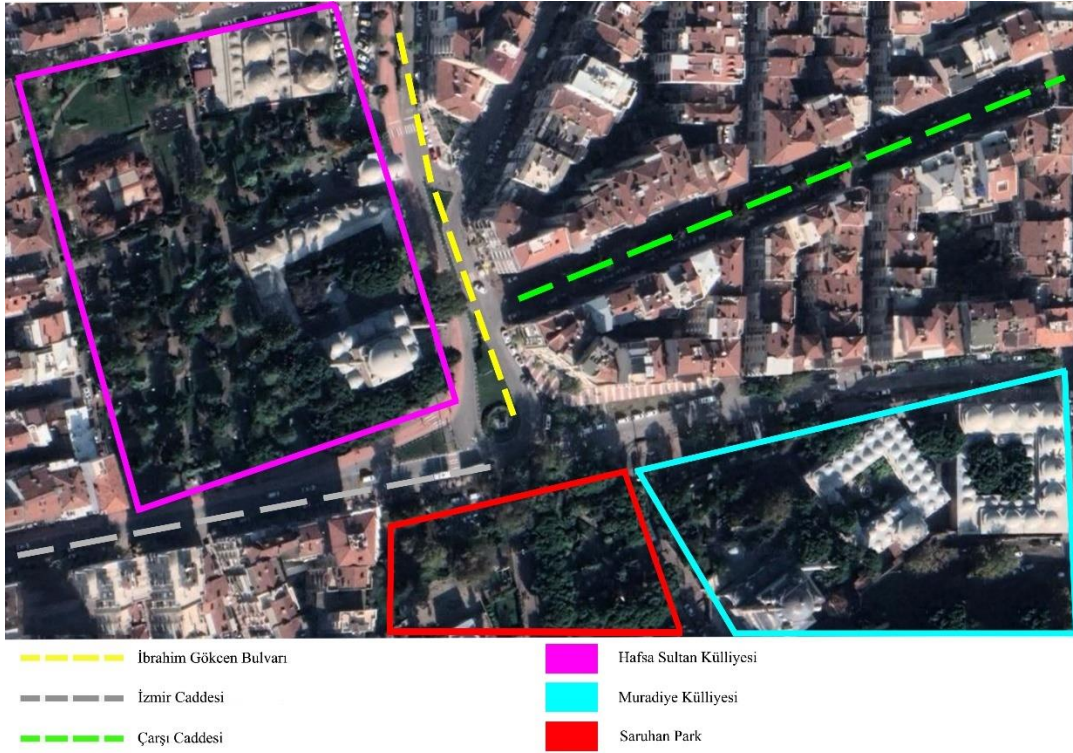 İbrahim Gökcen Bulvarı
Hafsa Sultan Külliyesi
İzmir Caddesi
Muradiye Külliyesi
Çarşı Caddesi
Saruhan Park